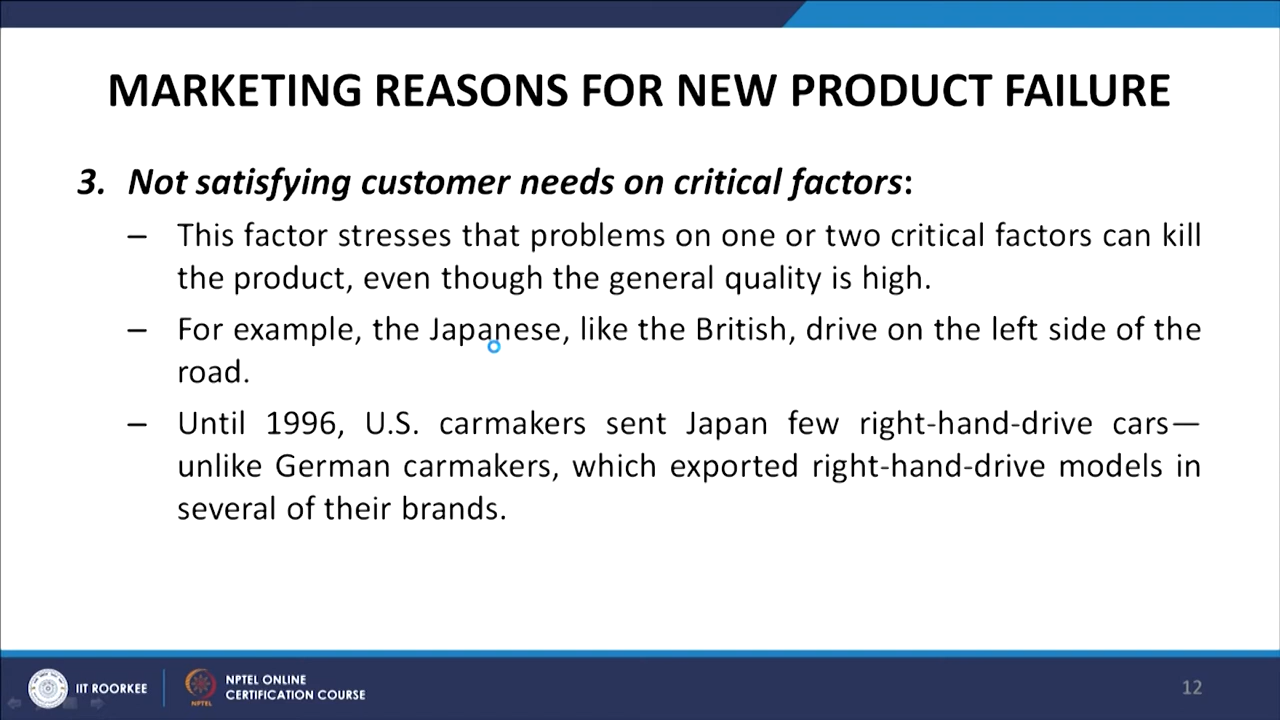 MARKETING REASONS FOR NEW PRODUCT FAILURE
3. Not satisfying customer needs on critical factors:
– This factor stresses that problems on one or two critical factors can kill
the product, even though the general quality is high.
– For example, the Japanese, like the British, drive on the left side of the
road.
– Until 1996, U.S. carmakers sent Japan few right-hand-drive cars—
unlike German carmakers, which exported right-hand-drive models in
several of their brands.
IIT ROORKEE
NPTEL
NPTEL ONLINE
CERTIFICATION COURSE
12